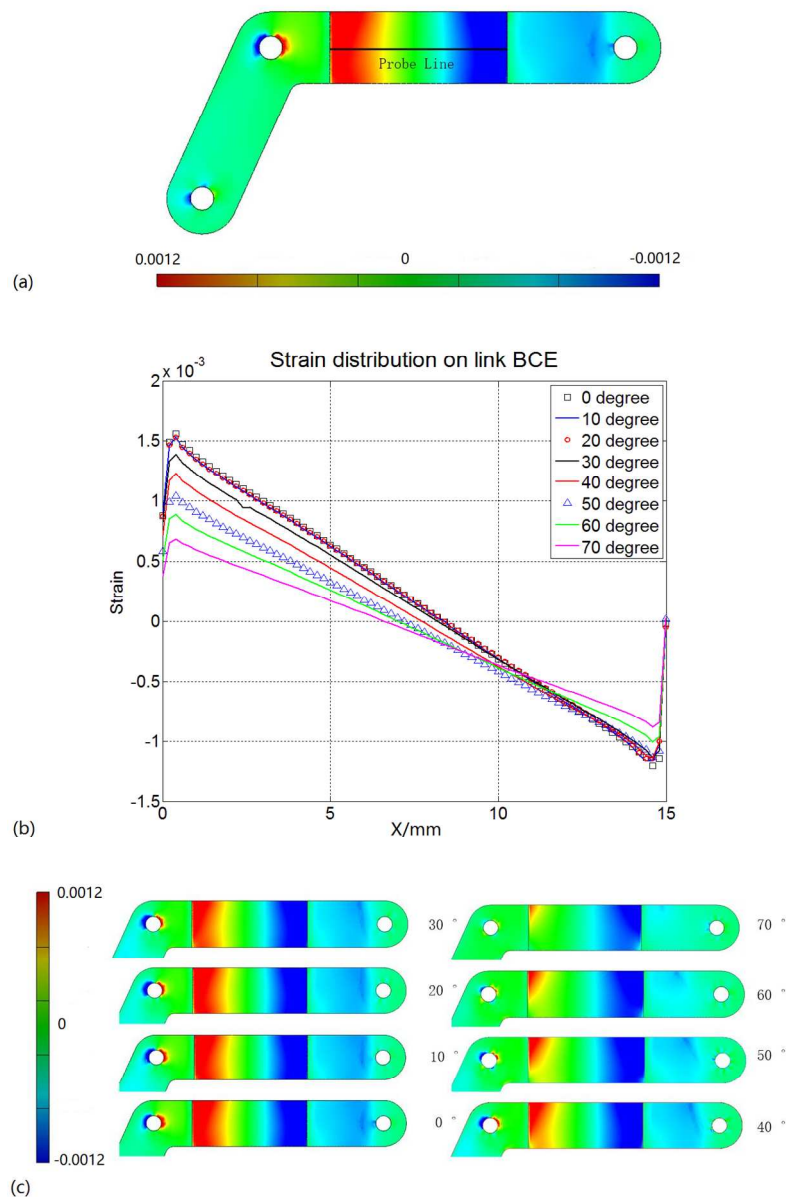 Probe Line
0.0012 0 -0.0012
(a)
Strain distribution on link BCE
2 x 10^-3
1.5
1
0.5
0
-0.5
-1
-1.5
Strain
0 degree
10 degree
20 degree
30 degree
40 degree
50 degree
60 degree
70 degree
0 5 10 15
X/mm
(b)
0.0012
0
-0.0012
30 °
20 °
10 °
0 °
70 °
60 °
50 °
40 °
(c)